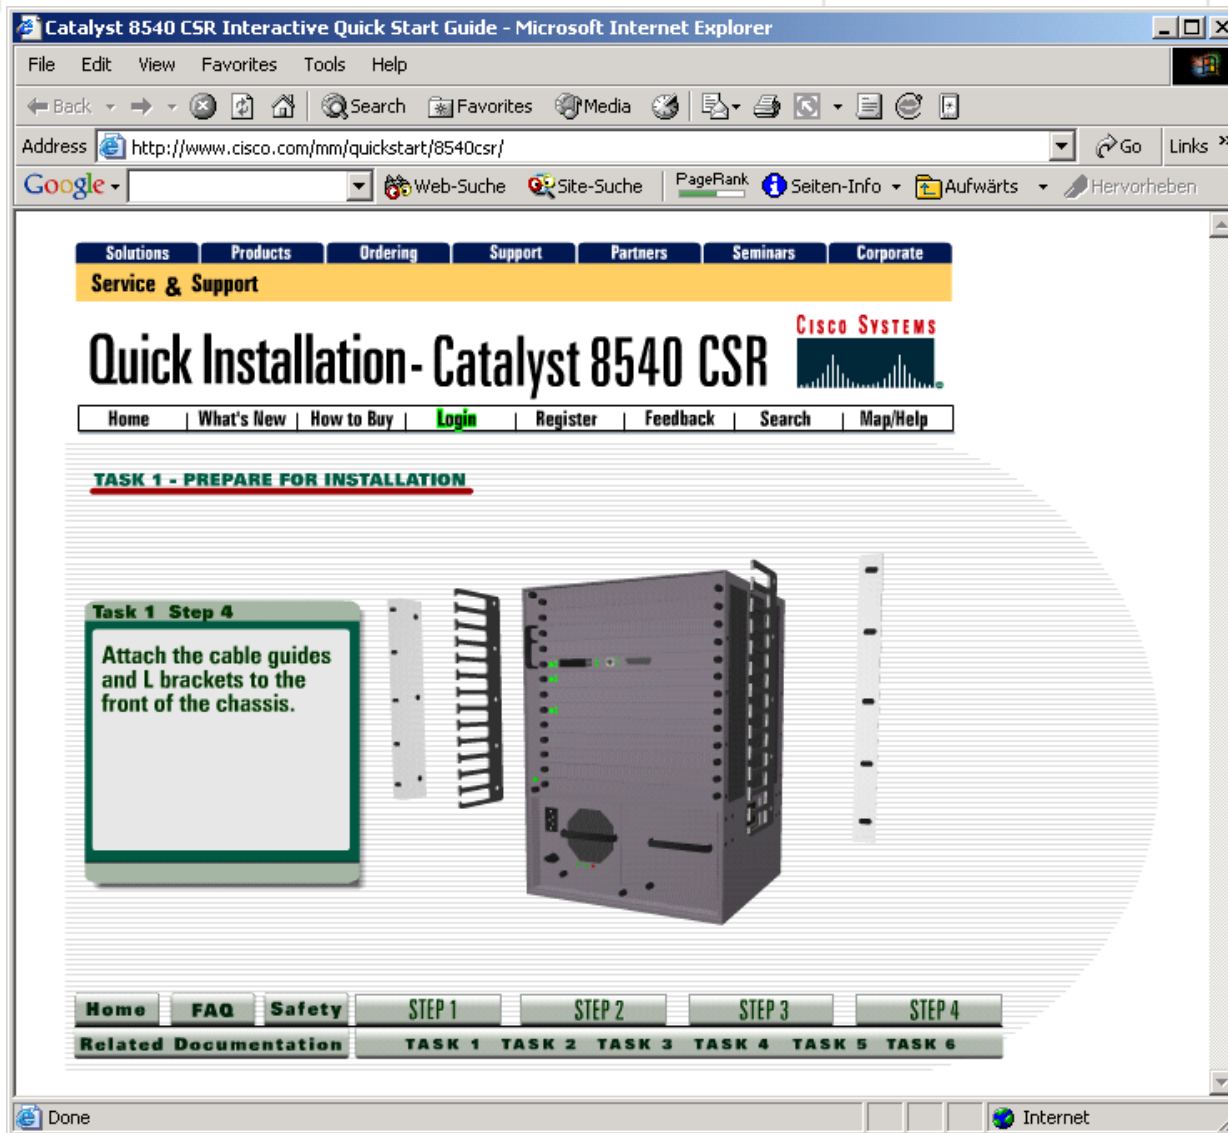 Catalyst 8540 CSR Interactive Quick Start Guide - Microsoft Internet Explorer
File Edit View Favorites Tools Help
Back Search Favorites Media
Address http://www.cisco.com/mm/quickstart/8540csr/ Go Links »
Google Web-Suche Site-Suche PageRank Seiten-Info Aufwärts Hervorheben
Solutions Products Ordering Support Partners Seminars Corporate
Service & Support
Quick Installation - Catalyst 8540 CSR
CISCO SYSTEMS
Home | What's New | How to Buy | Login | Register | Feedback | Search | Map/Help
TASK 1 - PREPARE FOR INSTALLATION
Task 1 Step 4
Attach the cable guides
and L brackets to the
front of the chassis.
Home FAQ Safety STEP 1 STEP 2 STEP 3 STEP 4
Related Documentation TASK 1 TASK 2 TASK 3 TASK 4 TASK 5 TASK 6
Done Internet